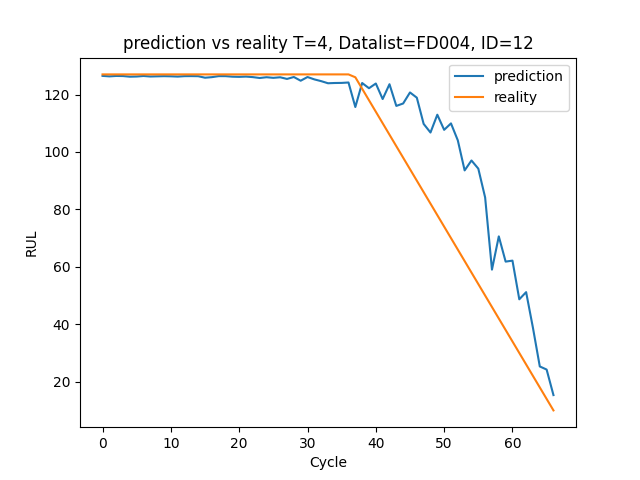 prediction vs reality T=4, Datalist=FD004, ID=12
prediction
reality
RUL
120
100
80
60
40
20
0 10 20 30 40 50 60
Cycle